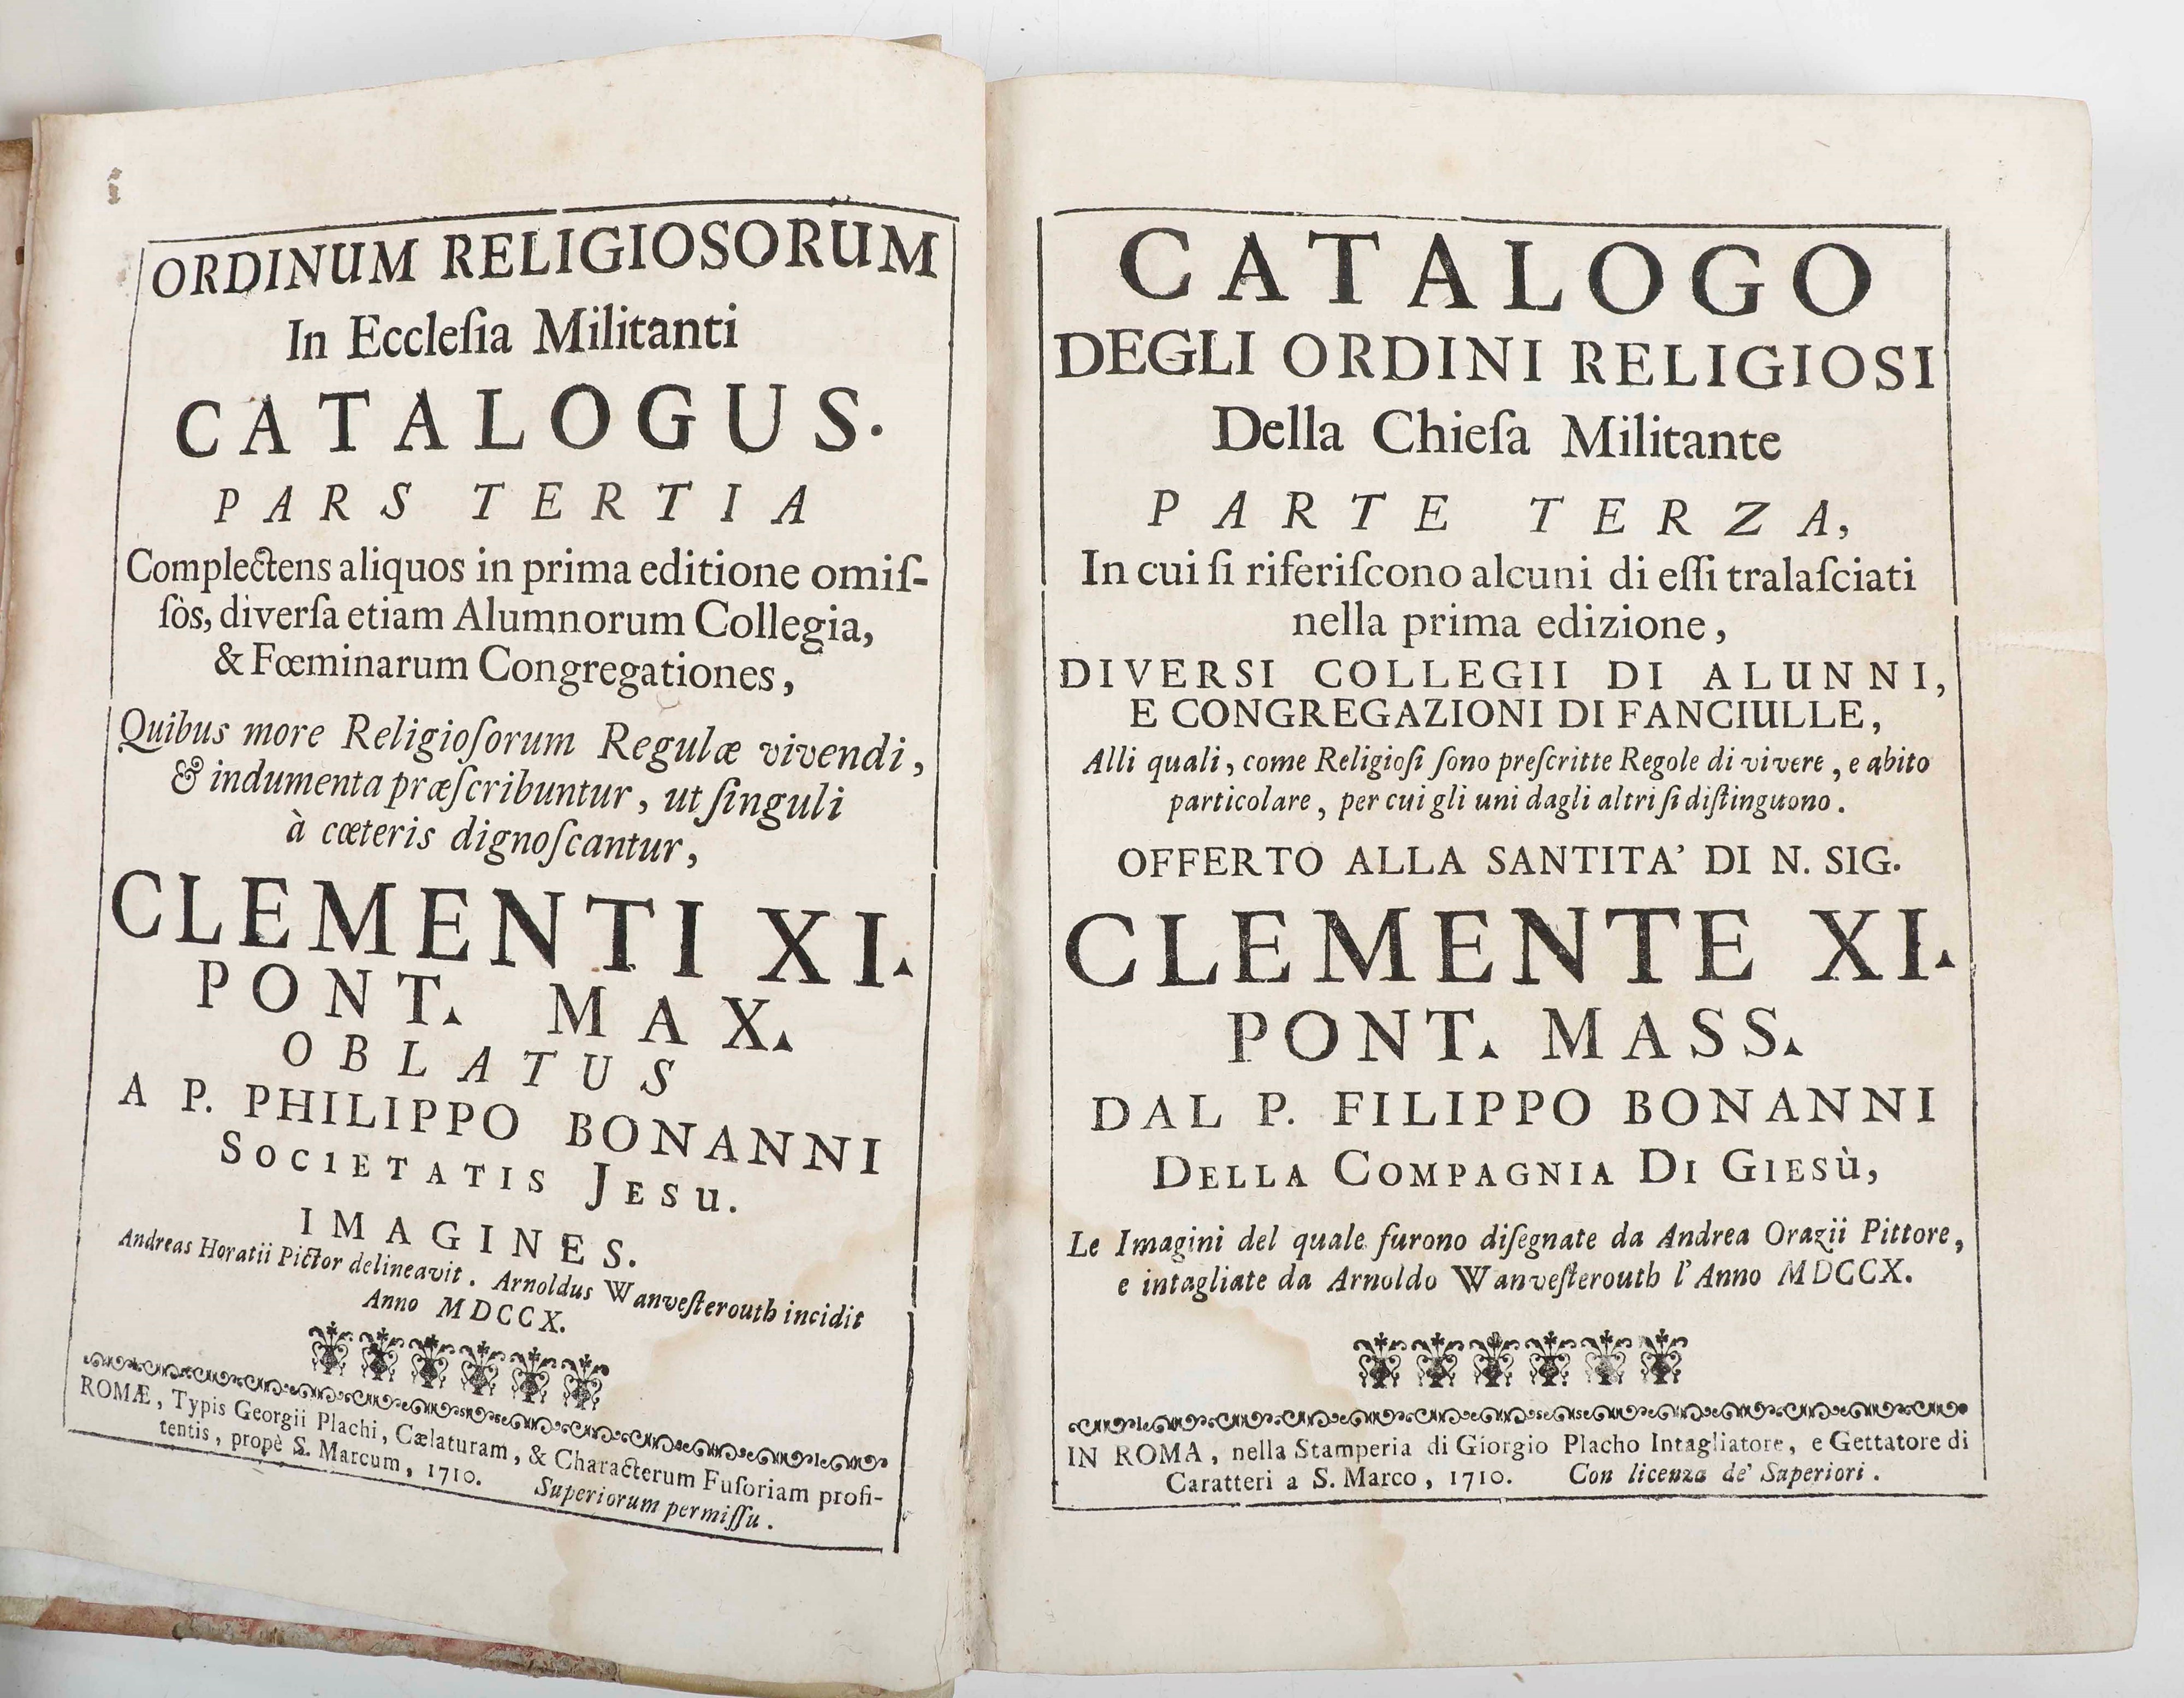 ORDINUM RELIGIOSORUM
In Eccleſia Militanti
CATALOGUS.
PARS TERTIA
Complectens aliquos in prima editione omiſ-
ſòs, diverſa etiam Alumnorum Collegia,
& Fœminarum Congregationes,
Quibus more Religioſorum Regulæ vivendi,
& indumenta præſcribuntur, ut ſinguli
à cæteris dignoſcantur,
CLEMENTI XI.
PONT. MAX.
OBLATUS
A P. PHILIPPO BONANNI
SOCIETATIS JESU.
IMAGINES.
Andreas Horatii Pictor delineavit. Arnoldus Wanveſterouth incidit
Anno MDCCX.
ROMÆ, Typis Georgii Plachi, Cælaturam, & Characterum Fuſoriam profi-
tentis, propè S. Marcum, 1710. Superiorum permiſſu.
CATALOGO
DEGLI ORDINI RELIGIOSI
Della Chieſa Militante
PARTE TERZA,
In cui ſi riferiſcono alcuni di eſſi tralaſciati
nella prima edizione,
DIVERSI COLLEGII DI ALUNNI,
E CONGREGAZIONI DI FANCIULLE,
Alli quali, come Religioſi ſono preſcritte Regole di vivere, e abito
particolare, per cui gli uni dagli altri ſi diſtinguono.
OFFERTO ALLA SANTITA' DI N. SIG.
CLEMENTE XI.
PONT. MASS.
DAL P. FILIPPO BONANNI
DELLA COMPAGNIA DI GIESÙ,
Le Imagini del quale furono diſegnate da Andrea Orazii Pittore,
e intagliate da Arnoldo Wanveſterouth l'Anno MDCCX.
IN ROMA, nella Stamperia di Giorgio Placho Intagliatore, e Gettatore di
Caratteri a S. Marco, 1710. Con licenza de' Superiori.